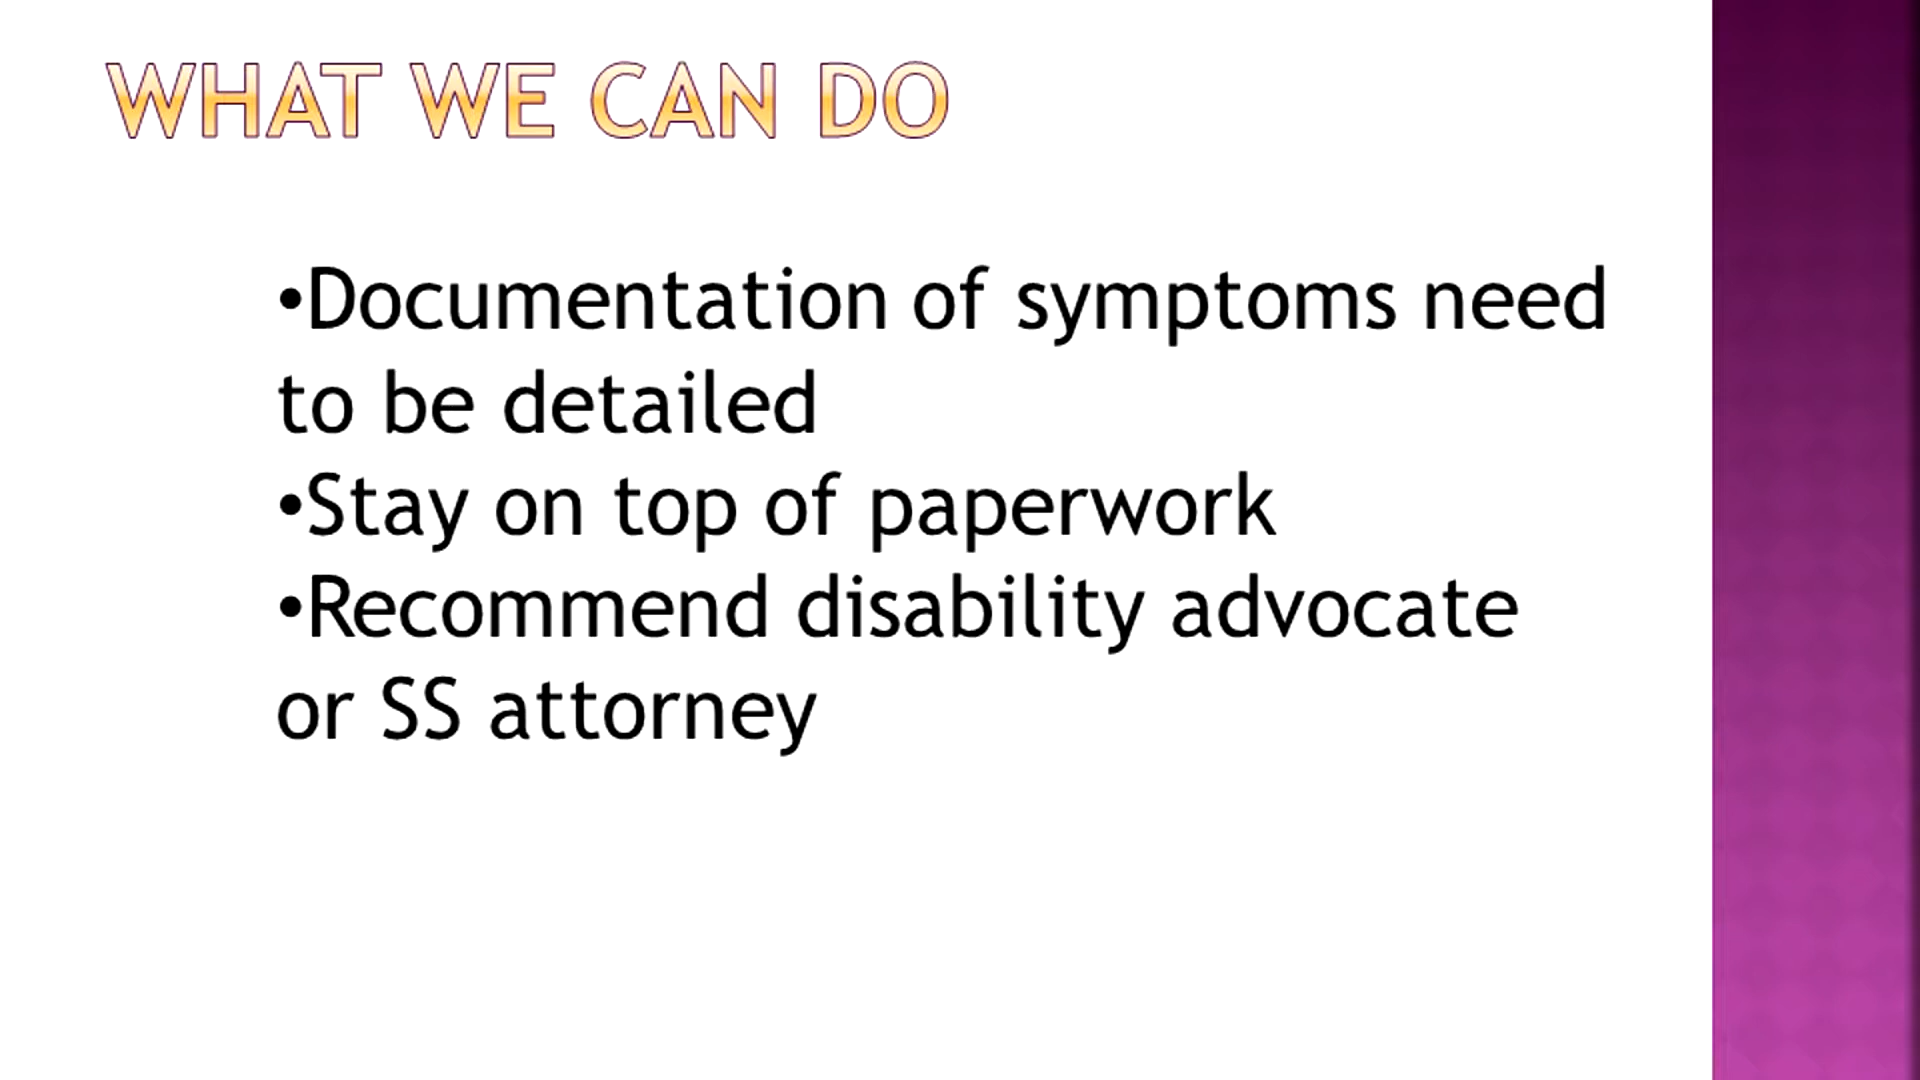 WHAT WE CAN DO
•Documentation of symptoms need
to be detailed
•Stay on top of paperwork
•Recommend disability advocate
or SS attorney